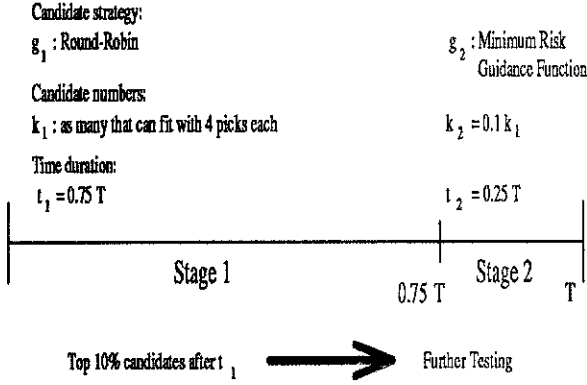 Candidate strategy:
g1 : Round-Robin
g2 : Minimum Risk
Guidance Function
Candidate numbers:
k1 : as many that can fit with 4 picks each
k2 = 0.1 k1
Time duration:
t1 = 0.75 T
t2 = 0.25 T
Stage 1
Stage 2
0.75 T
T
Top 10% candidates after t1
Further Testing